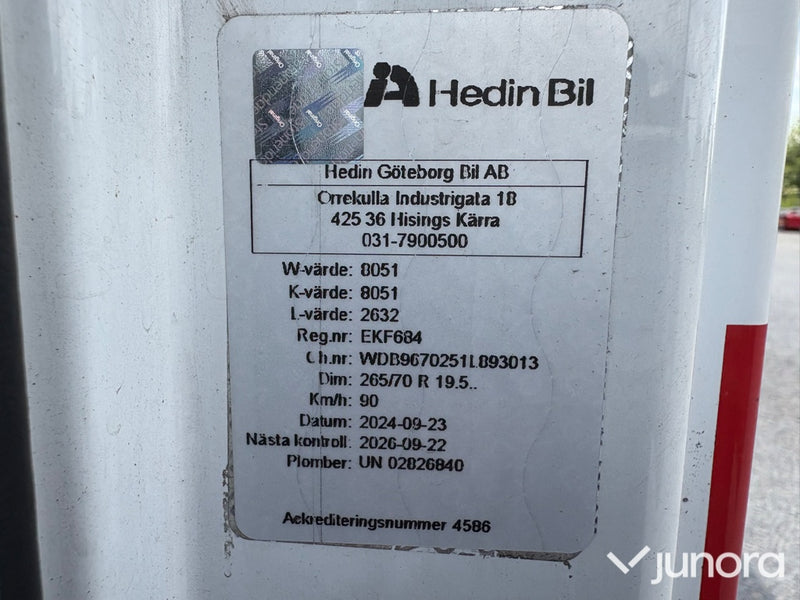 Hedin Bil
Hedin Göteborg Bil AB
Orrekulla Industrigata 18
425 36 Hisings Kärra
031-7900500
W-värde: 8051
K-värde: 8051
L-värde: 2632
Reg.nr: EKF684
Ch.nr: WDB9670251L893013
Dim: 265/70 R 19.5..
Km/h: 90
Datum: 2024-09-23
Nästa kontroll: 2026-09-22
Plomber: UN 02826840
Ackrediteringsnummer 4586
junora